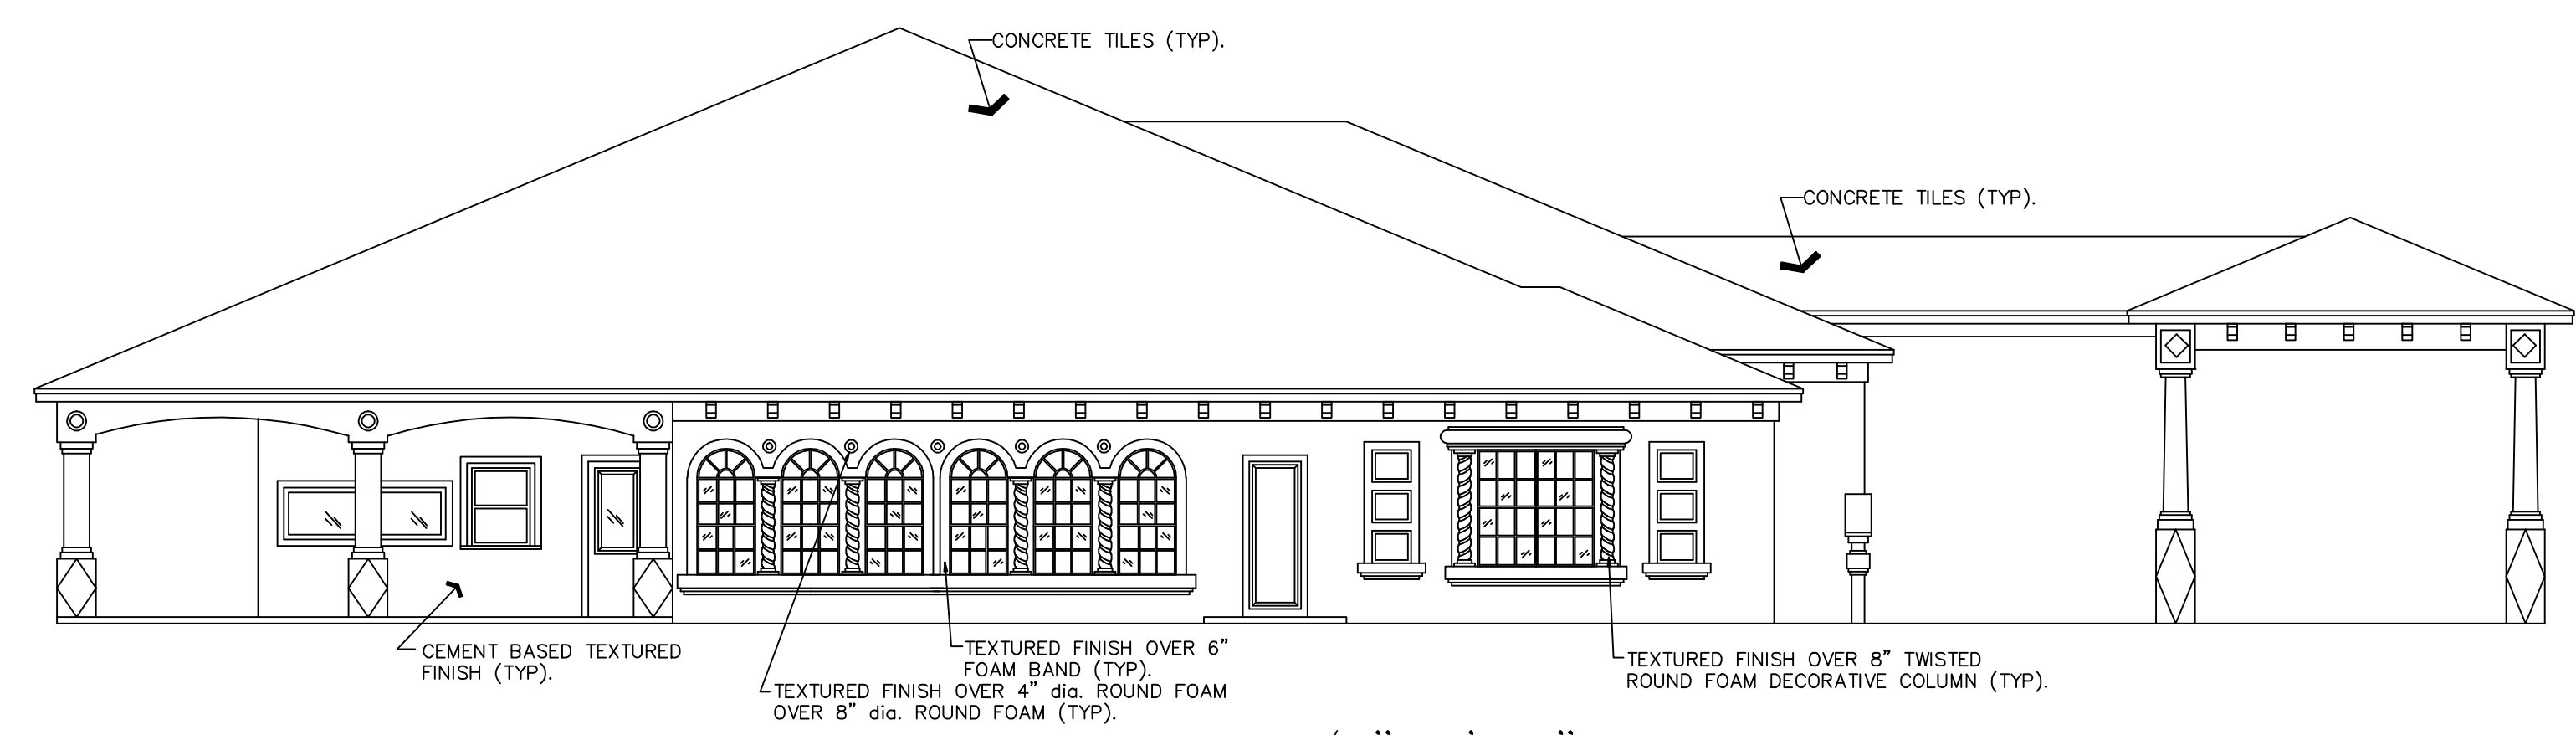 CONCRETE TILES (TYP).
CONCRETE TILES (TYP).
CEMENT BASED TEXTURED
FINISH (TYP).
TEXTURED FINISH OVER 6”
FOAM BAND (TYP).
TEXTURED FINISH OVER 4” dia. ROUND FOAM
OVER 8” dia. ROUND FOAM (TYP).
TEXTURED FINISH OVER 8” TWISTED
ROUND FOAM DECORATIVE COLUMN (TYP).